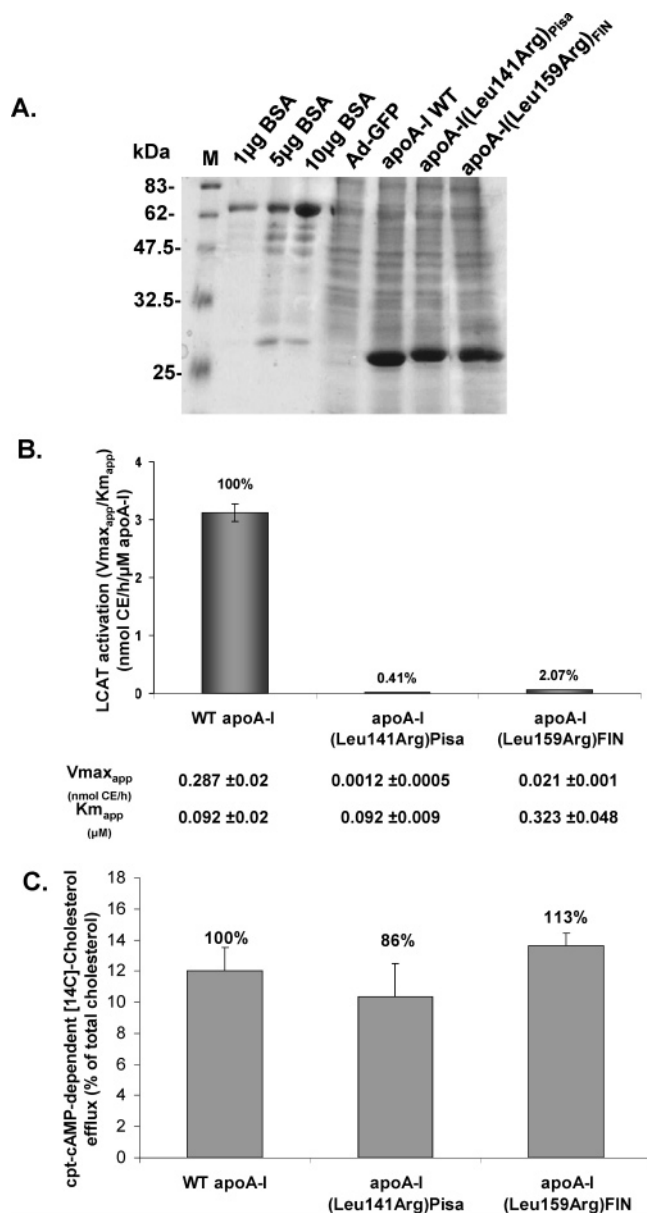 A.
kDa
M
1µg BSA
5µg BSA
10µg BSA
Ad-GFP
apoA-I WT
apoA-I(Leu141Arg)Pisa
apoA-I(Leu159Arg)FIN
83-
62-
47.5-
32.5-
25-
B.
LCAT activation (Vmaxapp/Kmapp)
(nmol CE/h/µM apoA-I)
4
3
2
1
0
100%
0.41%
2.07%
WT apoA-I
apoA-I
(Leu141Arg)Pisa
apoA-I
(Leu159Arg)FIN
Vmaxapp 0.287 ±0.02 0.0012 ±0.0005 0.021 ±0.001
(nmol CE/h)
Kmapp 0.092 ±0.02 0.092 ±0.009 0.323 ±0.048
(µM)
C.
cpt-cAMP-dependent [14C]-Cholesterol
efflux (% of total cholesterol)
18
16
14
12
10
8
6
4
2
0
100%
86%
113%
WT apoA-I
apoA-I
(Leu141Arg)Pisa
apoA-I
(Leu159Arg)FIN